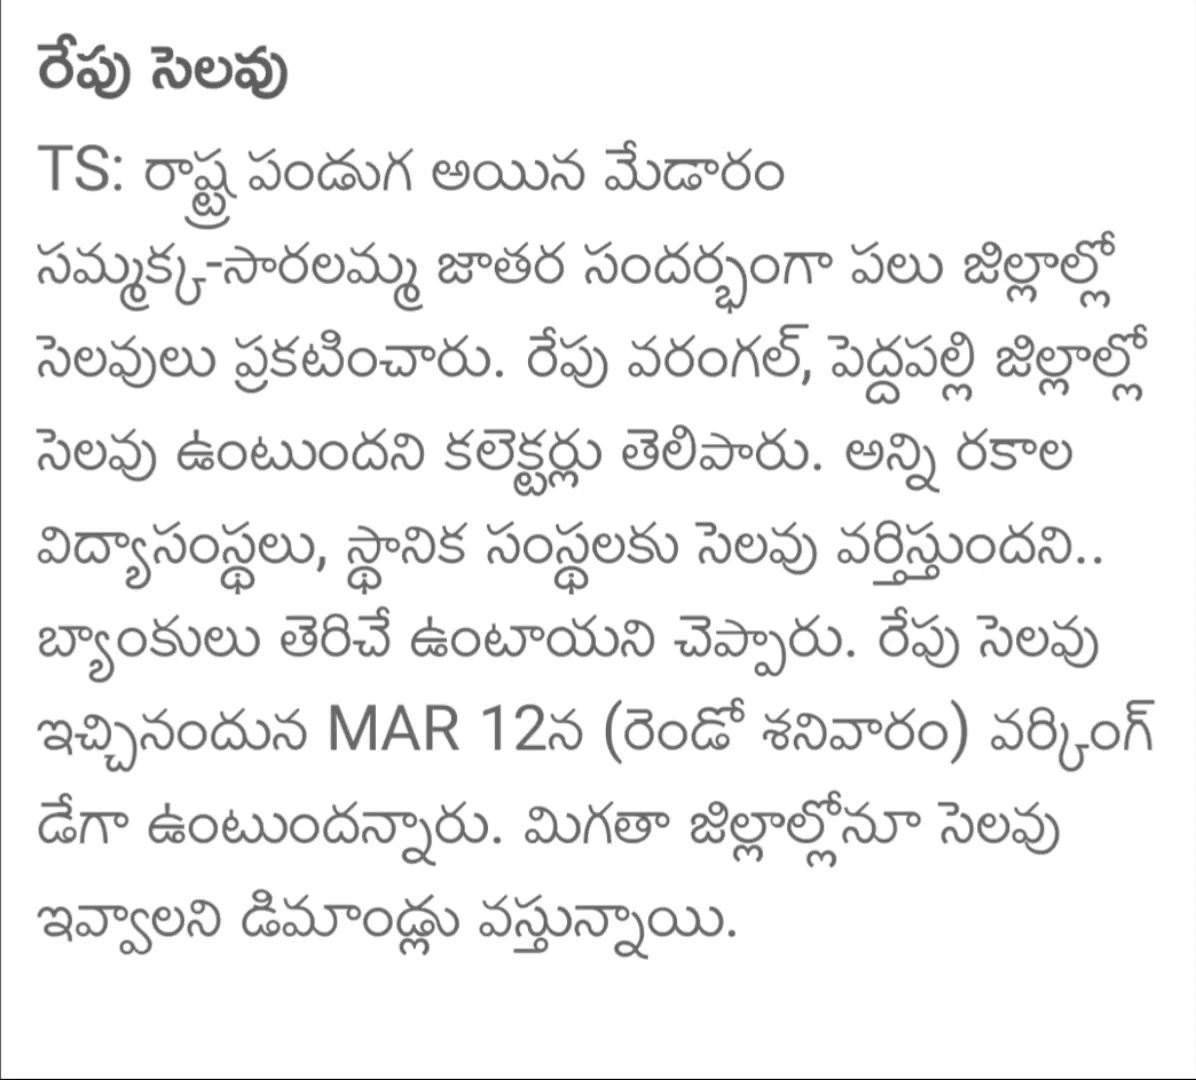 రేపు సెలవు
TS: రాష్ట్ర పండుగ అయిన మేడారం
సమ్మక్క-సారలమ్మ జాతర సందర్భంగా పలు జిల్లాల్లో
సెలవులు ప్రకటించారు. రేపు వరంగల్, పెద్దపల్లి జిల్లాల్లో
సెలవు ఉంటుందని కలెక్టర్లు తెలిపారు. అన్ని రకాల
విద్యాసంస్థలు, స్థానిక సంస్థలకు సెలవు వర్తిస్తుందని..
బ్యాంకులు తెరిచే ఉంటాయని చెప్పారు. రేపు సెలవు
ఇచ్చినందున MAR 12న (రెండో శనివారం) వర్కింగ్
డేగా ఉంటుందన్నారు. మిగతా జిల్లాల్లోనూ సెలవు
ఇవ్వాలని డిమాండ్లు వస్తున్నాయి.